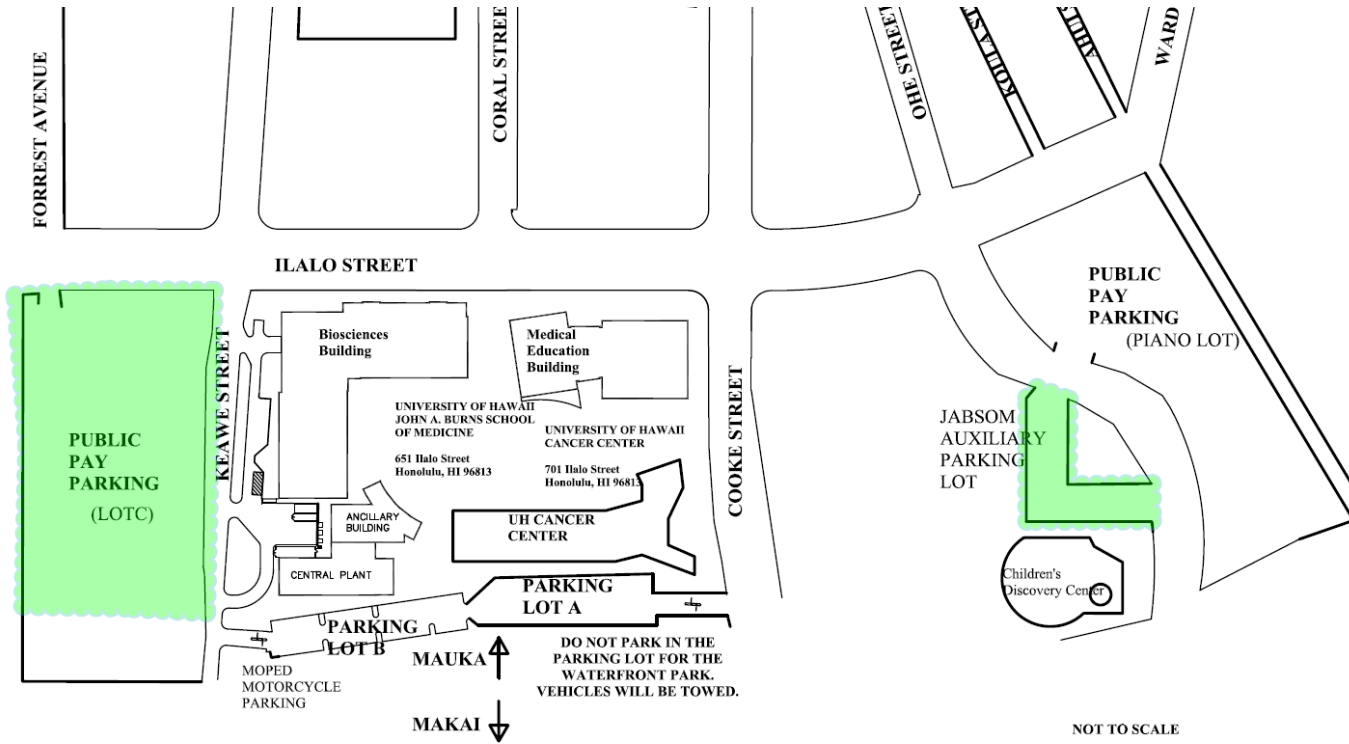 FORREST AVENUE
CORAL STREET
OHE STREET
KOULA ST
AHUI
WARD
ILALO STREET
KEAWE STREET
COOKE STREET
PUBLIC
PAY
PARKING
(LOTC)
Biosciences
Building
Medical
Education
Building
UNIVERSITY OF HAWAII
JOHN A. BURNS SCHOOL
OF MEDICINE
651 Ilalo Street
Honolulu, HI 96813
UNIVERSITY OF HAWAII
CANCER CENTER
701 Ilalo Street
Honolulu, HI 96813
PUBLIC
PAY
PARKING
(PIANO LOT)
JABSOM
AUXILIARY
PARKING
LOT
ANCILLARY
BUILDING
UH CANCER
CENTER
CENTRAL PLANT
PARKING
LOT A
PARKING
LOT B
Children's
Discovery Center
MOPED
MOTORCYCLE
PARKING
MAUKA
MAKAI
DO NOT PARK IN THE
PARKING LOT FOR THE
WATERFRONT PARK.
VEHICLES WILL BE TOWED.
NOT TO SCALE